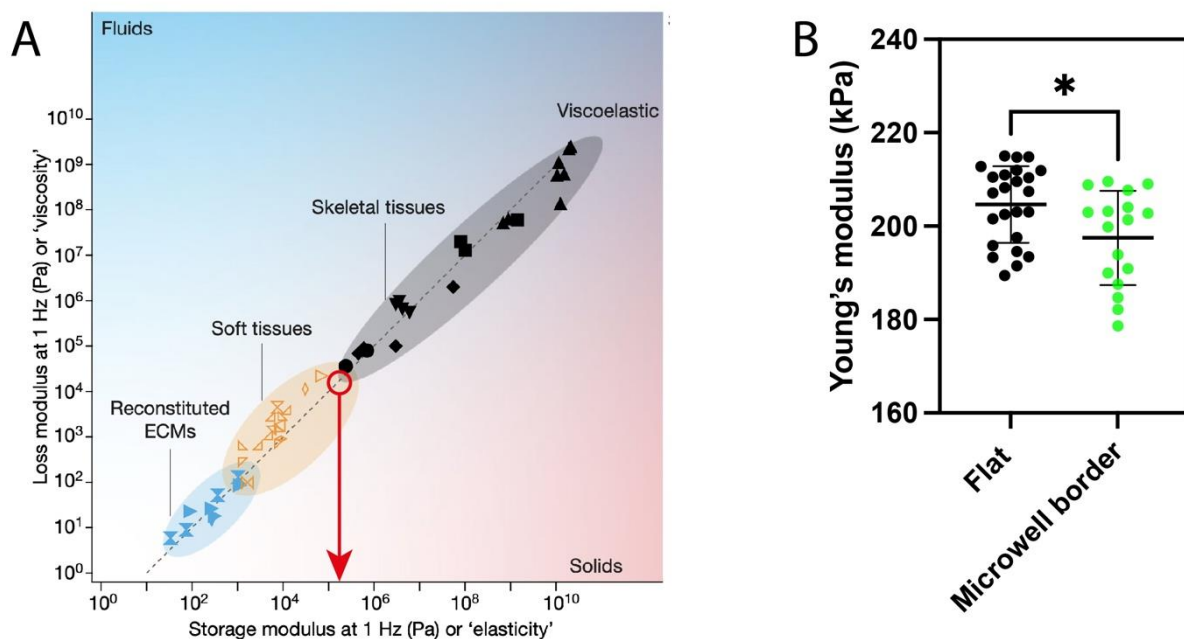 A
Fluids
Loss modulus at 1 Hz (Pa) or ‘viscosity’
10¹⁰
10⁹
10⁸
10⁷
10⁶
10⁵
10⁴
10³
10²
10¹
10⁰
Viscoelastic
Skeletal tissues
Soft tissues
Reconstituted
ECMs
Solids
10⁰ 10² 10⁴ 10⁶ 10⁸ 10¹⁰
Storage modulus at 1 Hz (Pa) or ‘elasticity’
B
Young's modulus (kPa)
240
220
200
180
160
*
Flat
Microwell border